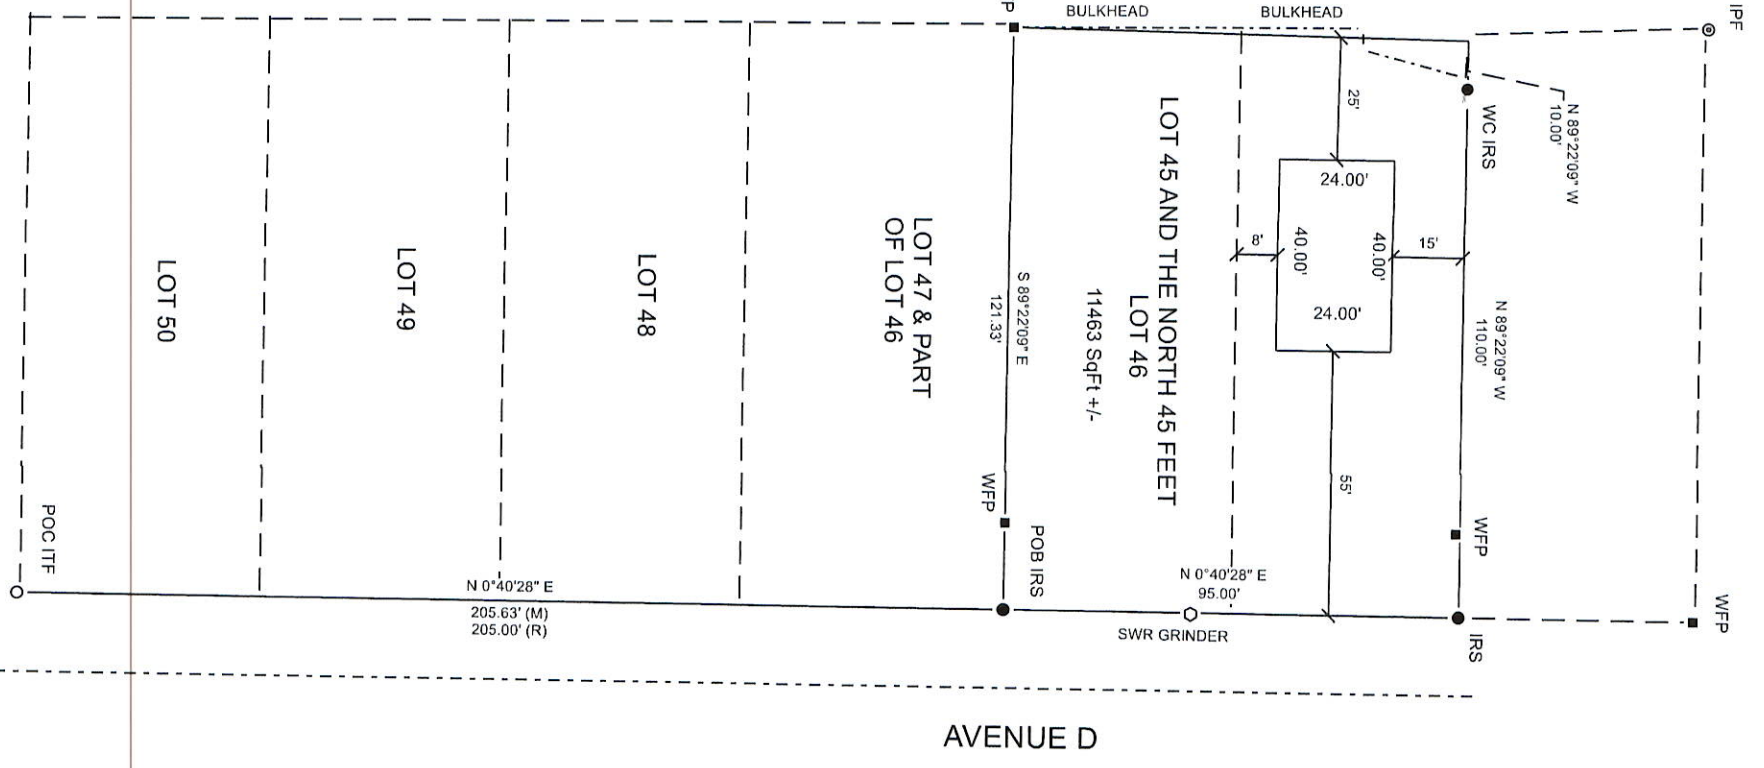 P
BULKHEAD
BULKHEAD
IPF
N 89°22'09" W
10.00'
WC IRS
25'
24.00'
40.00'
40.00'
24.00'
8'
15'
N 89°22'09" W
110.00'
LOT 45 AND THE NORTH 45 FEET
LOT 46
11463 SqFt +/-
S 89°22'09" E
121.33'
LOT 47 & PART
OF LOT 46
LOT 48
LOT 49
LOT 50
55'
WFP
WFP
WFP
POC ITF
POB IRS
N 0°40'28" E
205.63' (M)
205.00' (R)
N 0°40'28" E
95.00'
SWR GRINDER
IRS
AVENUE D